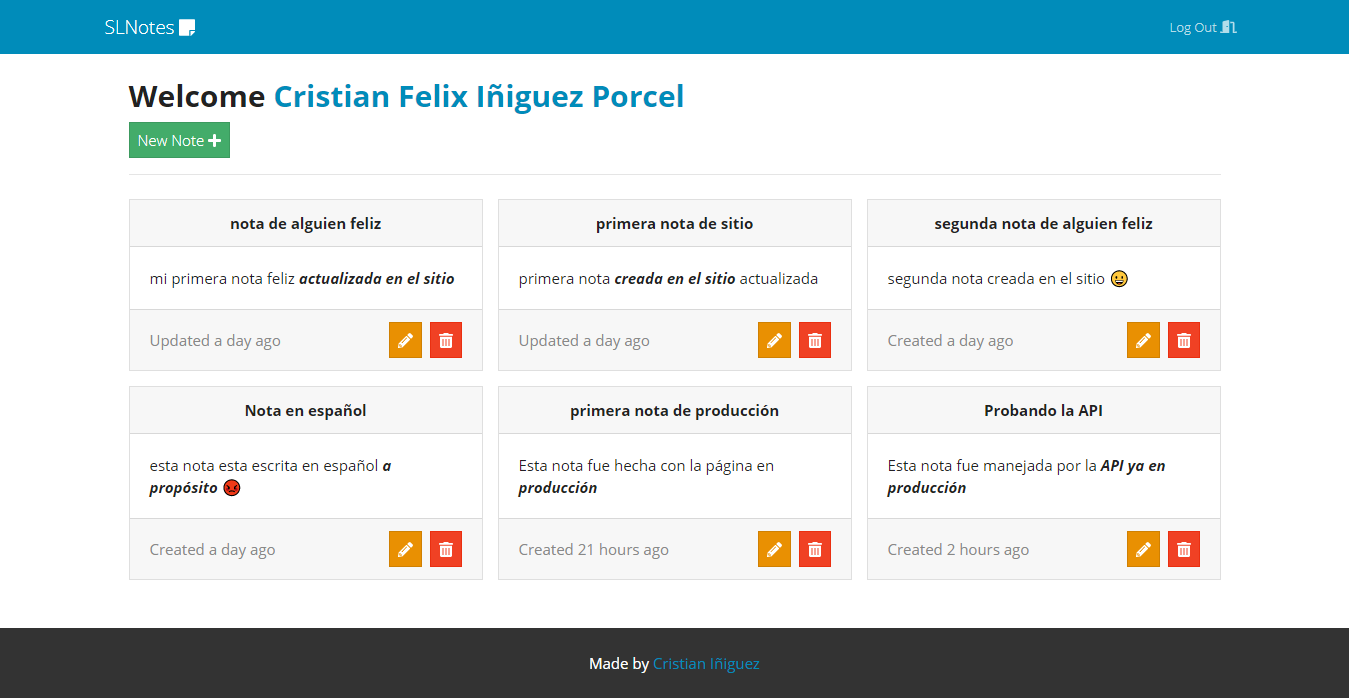 SLNotes
Log Out
Welcome Cristian Felix Iñiguez Porcel
New Note
nota de alguien feliz
mi primera nota feliz actualizada en el sitio
Updated a day ago
primera nota de sitio
primera nota creada en el sitio actualizada
Updated a day ago
segunda nota de alguien feliz
segunda nota creada en el sitio 😀
Created a day ago
Nota en español
esta nota esta escrita en español a
propósito 😡
Created a day ago
primera nota de producción
Esta nota fue hecha con la página en
producción
Created 21 hours ago
Probando la API
Esta nota fue manejada por la API ya en
producción
Created 2 hours ago
Made by Cristian Iñiguez